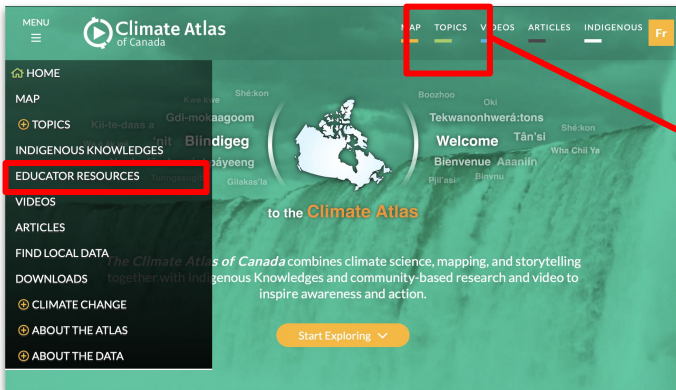 MENU
Climate Atlas
of Canada
MAP TOPICS VIDEOS ARTICLES INDIGENOUS Fr
HOME
MAP
TOPICS
INDIGENOUS KNOWLEDGES
EDUCATOR RESOURCES
VIDEOS
ARTICLES
FIND LOCAL DATA
DOWNLOADS
CLIMATE CHANGE
ABOUT THE ATLAS
ABOUT THE DATA
Kwe kwe Shé:kon
Gdi-mokaagoom
Kii-te-daas a
Biindigeg
Gilakas'la
Boozhoo Oki
Tekwanonhwerá:tons
Shé:kon
Welcome Tân'si
Wha Chii Ya
Bienvenue Aaniin
Pjil'asi
to the Climate Atlas
The Climate Atlas of Canada combines climate science, mapping, and storytelling
together with Indigenous Knowledges and community-based research and video to
inspire awareness and action.
Start Exploring